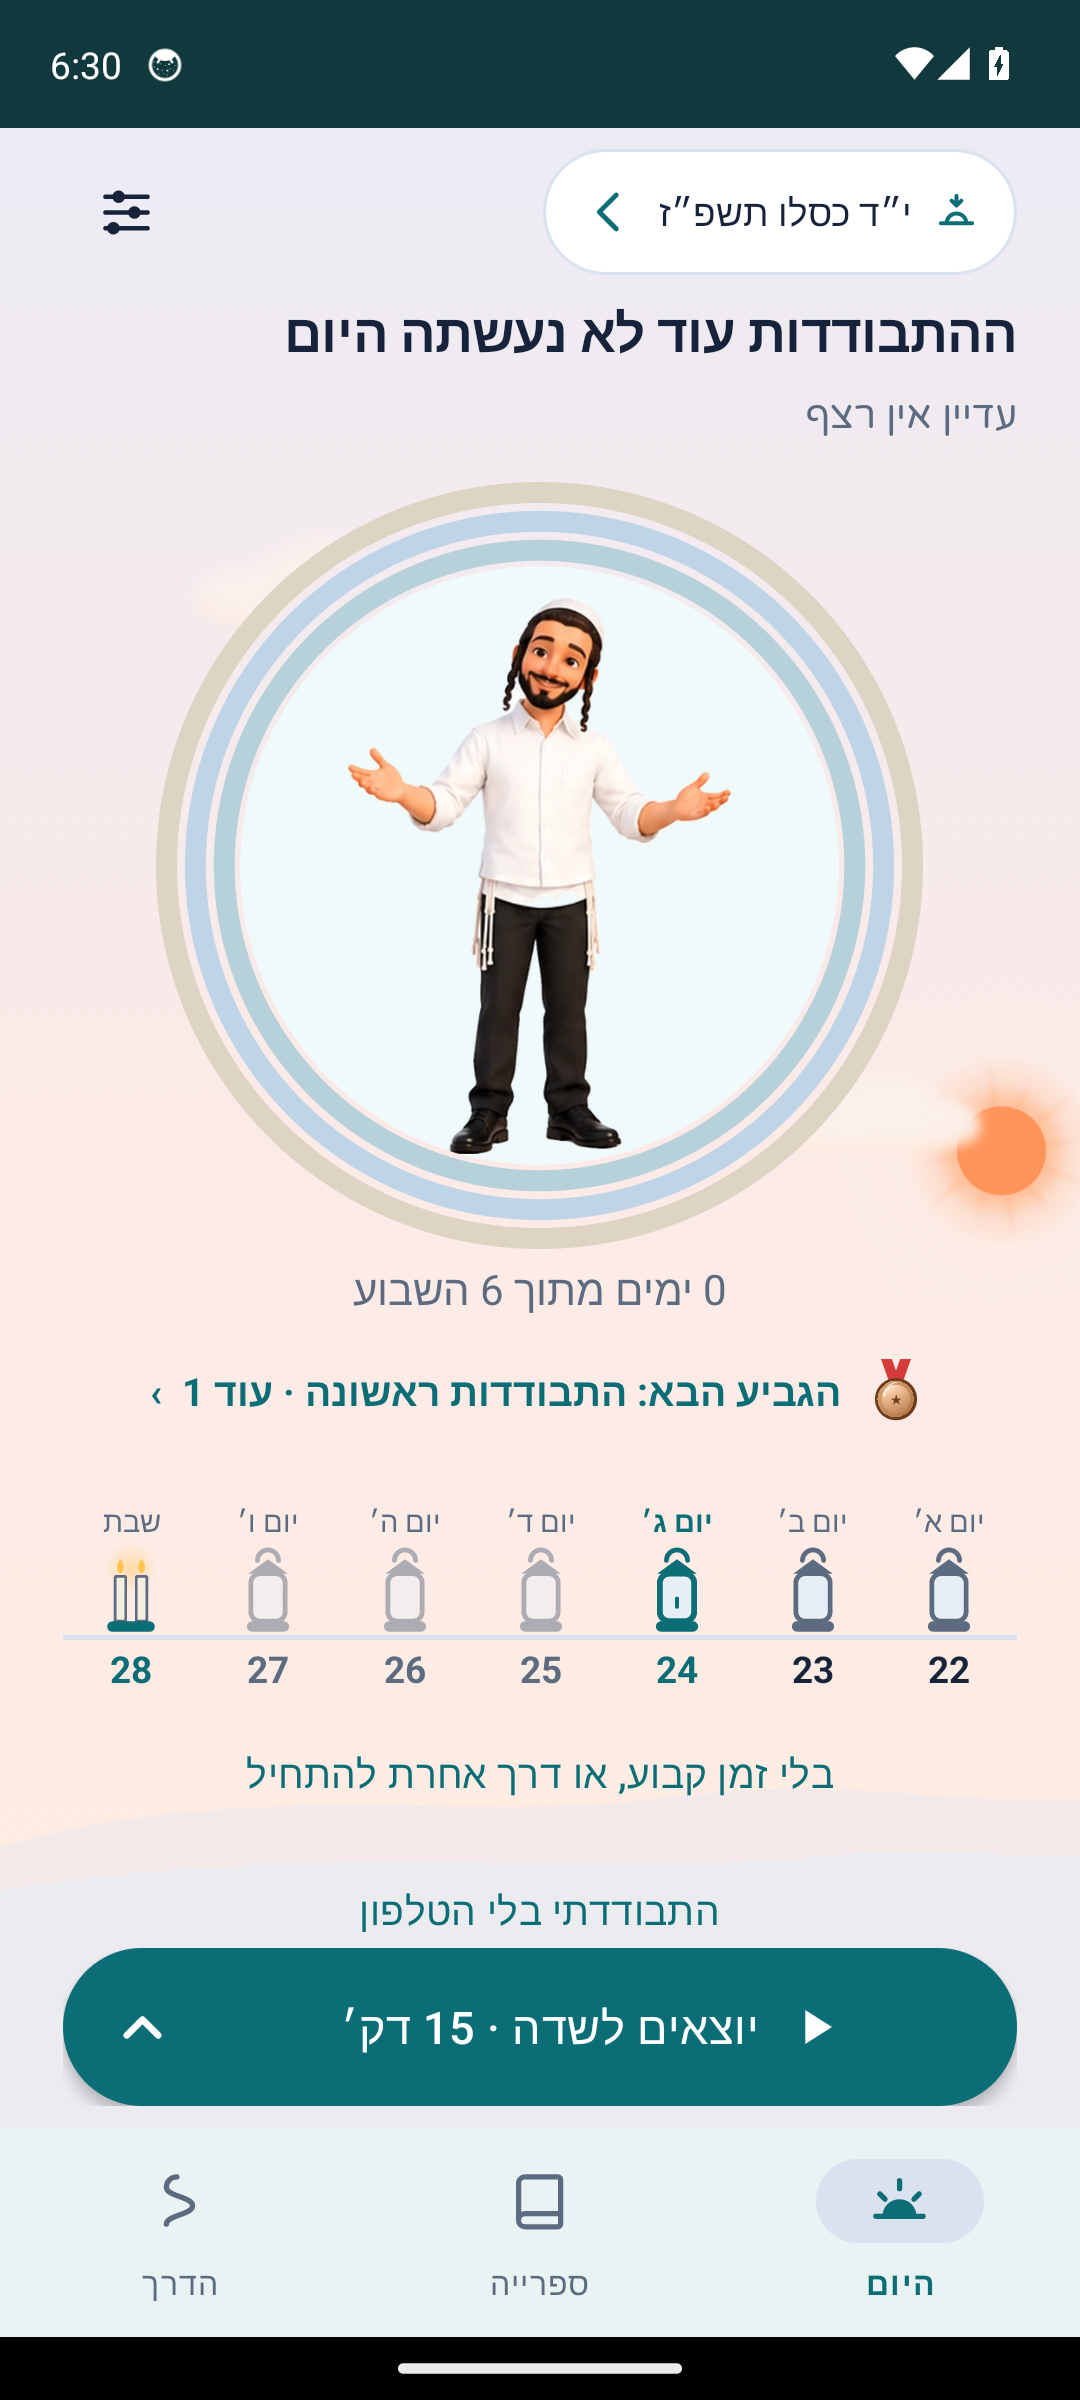 6:30
י״ד כסלו תשפ״ז
ההתבודדות עוד לא נעשתה היום
עדיין אין רצף
0 ימים מתוך 6 השבוע
הגביע הבא: התבודדות ראשונה · עוד 1 ›
יום א׳ יום ב׳ יום ג׳ יום ד׳ יום ה׳ יום ו׳ שבת
22 23 24 25 26 27 28
בלי זמן קבוע, או דרך אחרת להתחיל
התבודדתי בלי הטלפון
יוצאים לשדה · 15 דק׳
היום ספרייה הדרך